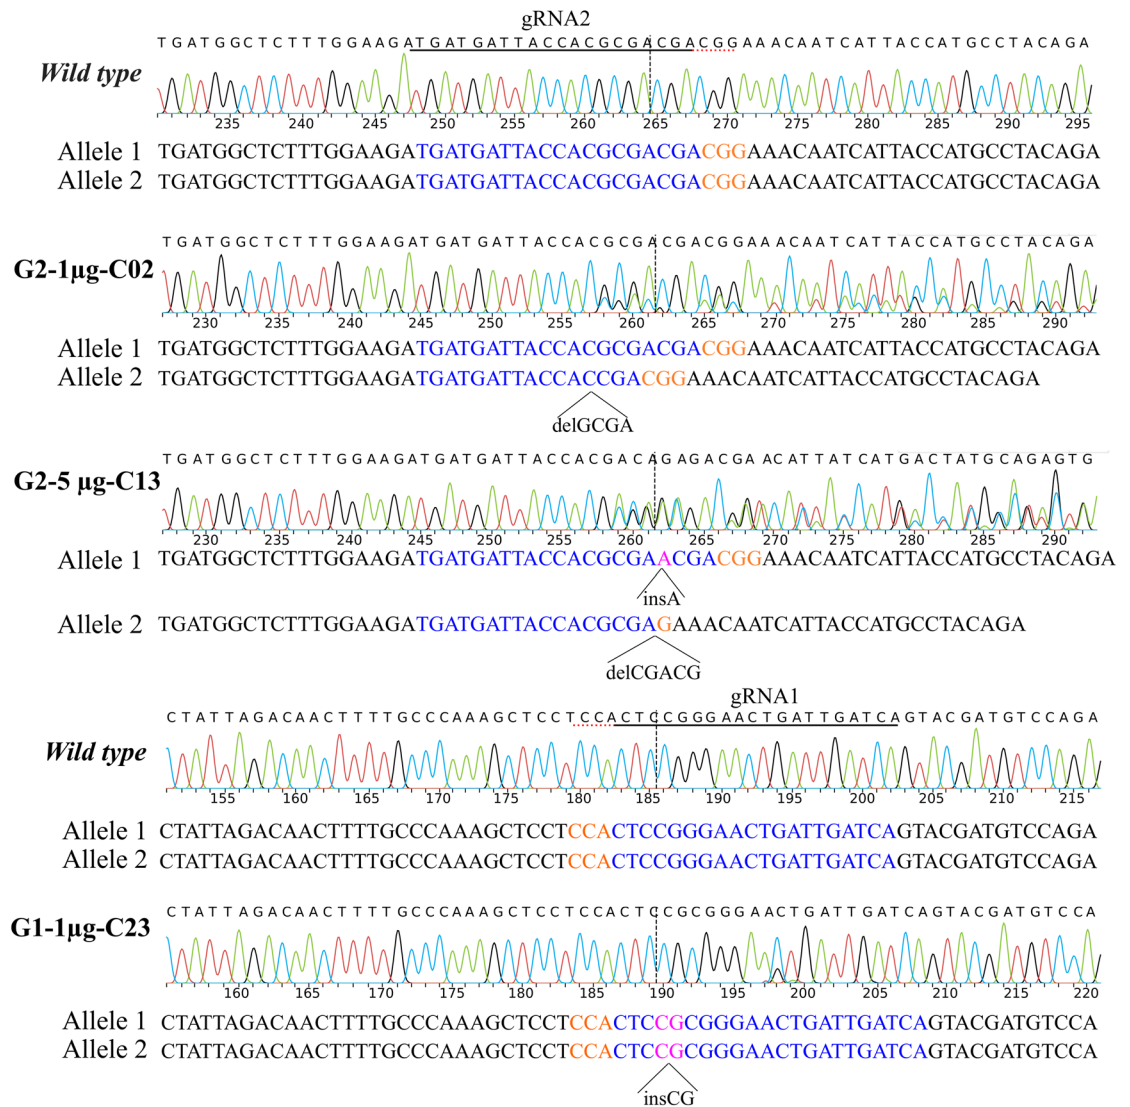 gRNA2
TGATGGCTCTTTGGAAGATGATGATTACCACGCGACGACGGAAACAATCATTACCATGCCTACAGA
Wild type
235 240 245 250 255 260 265 270 275 280 285 290 295
Allele 1 TGATGGCTCTTTGGAAGATGATGATTACCACGCGACGACGGAAACAATCATTACCATGCCTACAGA
Allele 2 TGATGGCTCTTTGGAAGATGATGATTACCACGCGACGACGGAAACAATCATTACCATGCCTACAGA
TGATGGCTCTTTGGAAGATGATGATTACCACGCGACGACGGAAACAATCATTACCATGCCTACAGA
G2-1µg-C02
230 235 240 245 250 255 260 265 270 275 280 285 290
Allele 1 TGATGGCTCTTTGGAAGATGATGATTACCACGCGACGACGGAAACAATCATTACCATGCCTACAGA
Allele 2 TGATGGCTCTTTGGAAGATGATGATTACCACCGACGGAAACAATCATTACCATGCCTACAGA
delGCGA
TGATGGCTCTTTGGAAGATGATGATTACCACGACAGAGACGAACATTATCATGACTATGCAGAGTG
G2-5 µg-C13
230 235 240 245 250 255 260 265 270 275 280 285 290
Allele 1 TGATGGCTCTTTGGAAGATGATGATTACCACGCGAACGACGGAAACAATCATTACCATGCCTACAGA
insA
Allele 2 TGATGGCTCTTTGGAAGATGATGATTACCACGCGAGAAACAATCATTACCATGCCTACAGA
delCGACG
gRNA1
CTATTAGACAACTTTTGCCCAAAGCTCCTCCACTCCGGGAACTGATTGATCAGTACGATGTCCAGA
Wild type
155 160 165 170 175 180 185 190 195 200 205 210 215
Allele 1 CTATTAGACAACTTTTGCCCAAAGCTCCTCCACTCCGGGAACTGATTGATCAGTACGATGTCCAGA
Allele 2 CTATTAGACAACTTTTGCCCAAAGCTCCTCCACTCCGGGAACTGATTGATCAGTACGATGTCCAGA
CTATTAGACAACTTTTGCCCAAAGCTCCTCCACTCCGCGGGAACTGATTGATCAGTACGATGTCCA
G1-1µg-C23
160 165 170 175 180 185 190 195 200 205 210 215 220
Allele 1 CTATTAGACAACTTTTGCCCAAAGCTCCTCCACTCCGCGGGAACTGATTGATCAGTACGATGTCCA
Allele 2 CTATTAGACAACTTTTGCCCAAAGCTCCTCCACTCCGCGGGAACTGATTGATCAGTACGATGTCCA
insCG